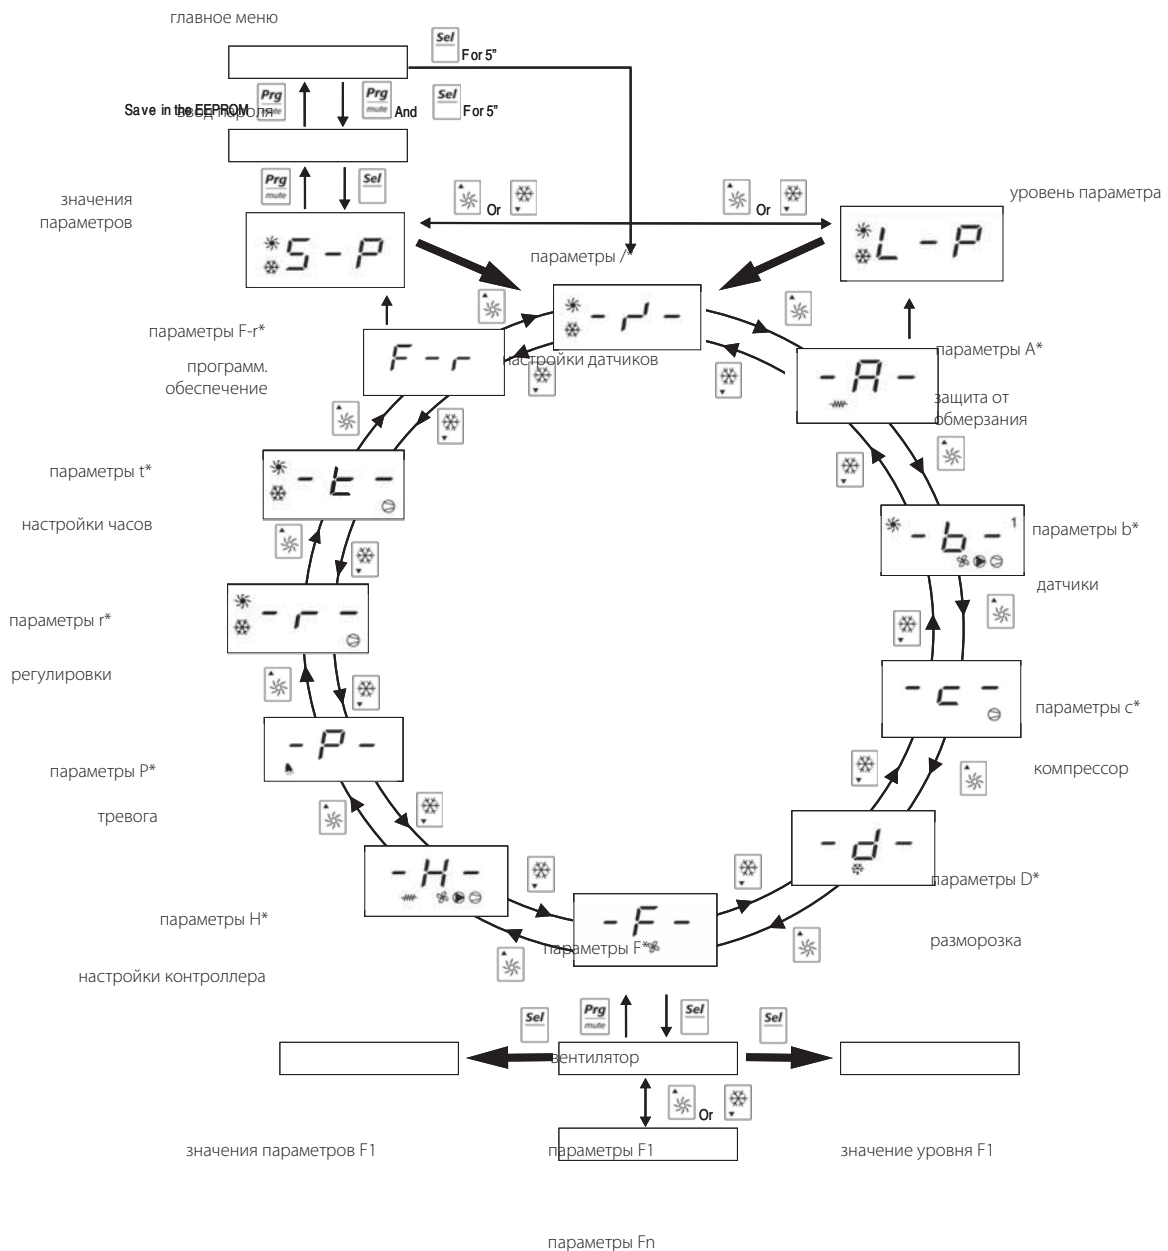 главное меню
Sel
For 5"
Prg
mute
Save in the EEPROM
ввод пароля
Prg
mute
And
Sel
For 5"
Prg
mute
Sel
значения
параметров
Or
Or
уровень параметра
S - P
L - P
параметры /*
- / -
параметры F-r*
F - r
настройки датчиков
программ.
обеспечение
параметры A*
- A -
защита от
обмерзания
параметры t*
- t -
настройки часов
параметры b*
- b - 1
датчики
параметры r*
- r -
регулировки
параметры c*
- c -
компрессор
параметры P*
- P -
тревога
параметры D*
- d -
разморозка
параметры H*
- H -
настройки контроллера
- F -
параметры F*
Sel
Prg
mute
Sel
Sel
вентилятор
Or
значения параметров F1
параметры F1
значение уровня F1
параметры Fn